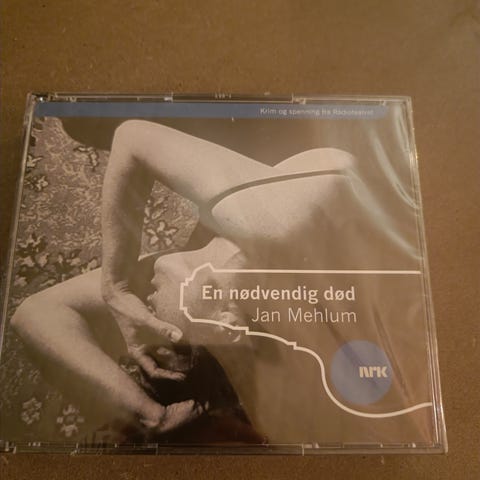 Krim og spenning fra Radioteatret
En nødvendig død
Jan Mehlum
NRK